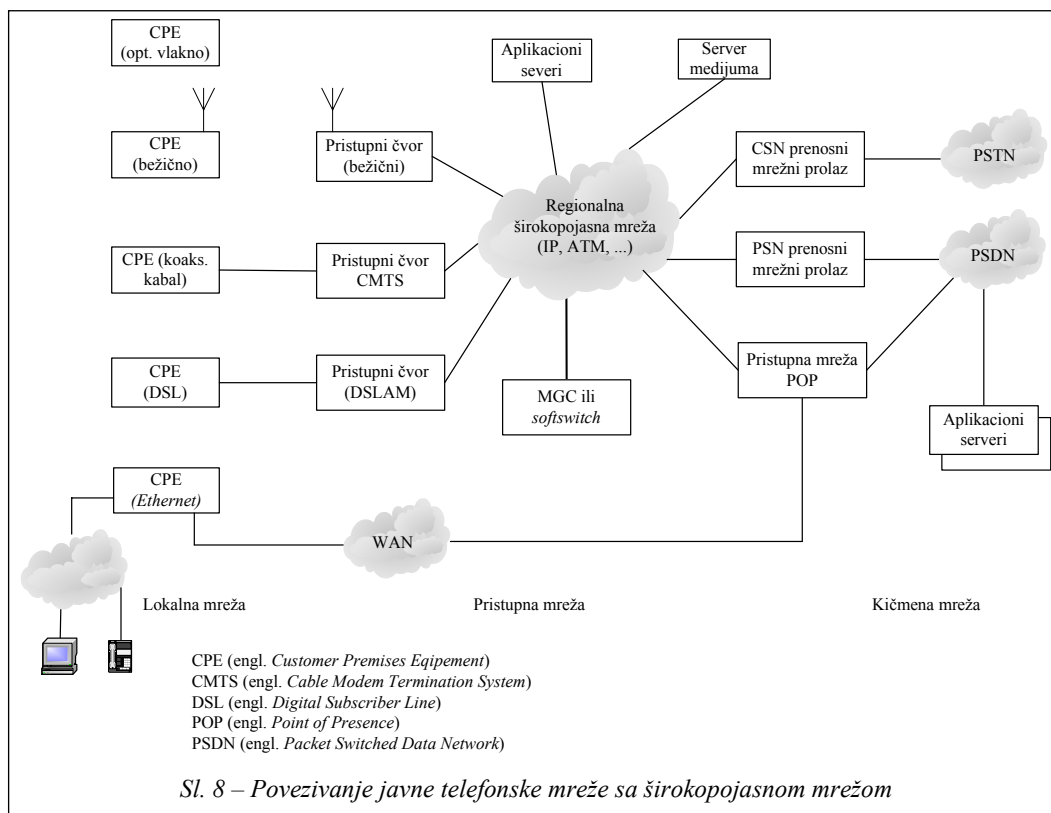 CPE
(opt. vlakno)
Aplikacioni
severi
Server
medijuma
CPE
(bežično)
Pristupni čvor
(bežični)
CSN prenosni
mrežni prolaz
PSTN
Regionalna
širokopojasna mreža
(IP, ATM, ...)
CPE (koaks.
kabal)
Pristupni čvor
CMTS
PSN prenosni
mrežni prolaz
PSDN
CPE
(DSL)
Pristupni čvor
(DSLAM)
MGC ili
softswitch
Pristupna mreža
POP
Aplikacioni
serveri
CPE
(Ethernet)
WAN
Lokalna mreža
Pristupna mreža
Kičmena mreža
CPE (engl. Customer Premises Eqipement)
CMTS (engl. Cable Modem Termination System)
DSL (engl. Digital Subscriber Line)
POP (engl. Point of Presence)
PSDN (engl. Packet Switched Data Network)
Sl. 8 – Povezivanje javne telefonske mreže sa širokopojasnom mrežom